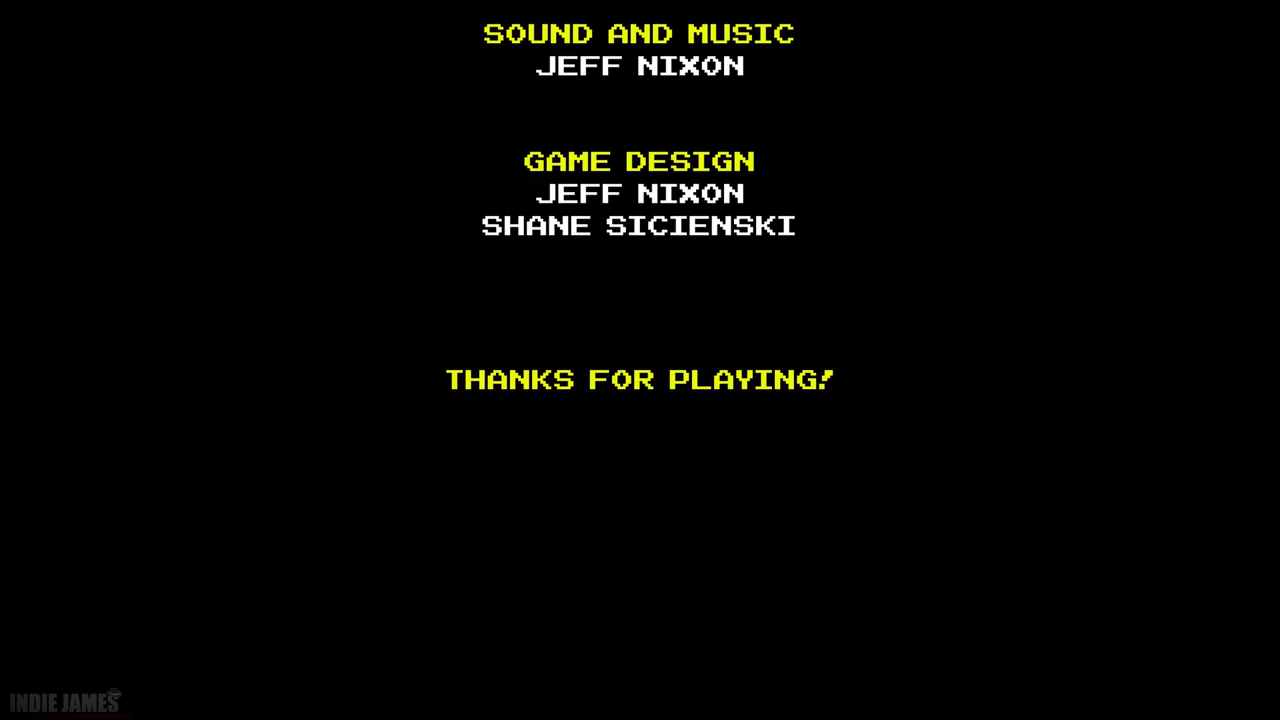 SOUND AND MUSIC
JEFF NIXON
GAME DESIGN
JEFF NIXON
SHANE SICIENSKI
THANKS FOR PLAYING!
INDIE JAMES